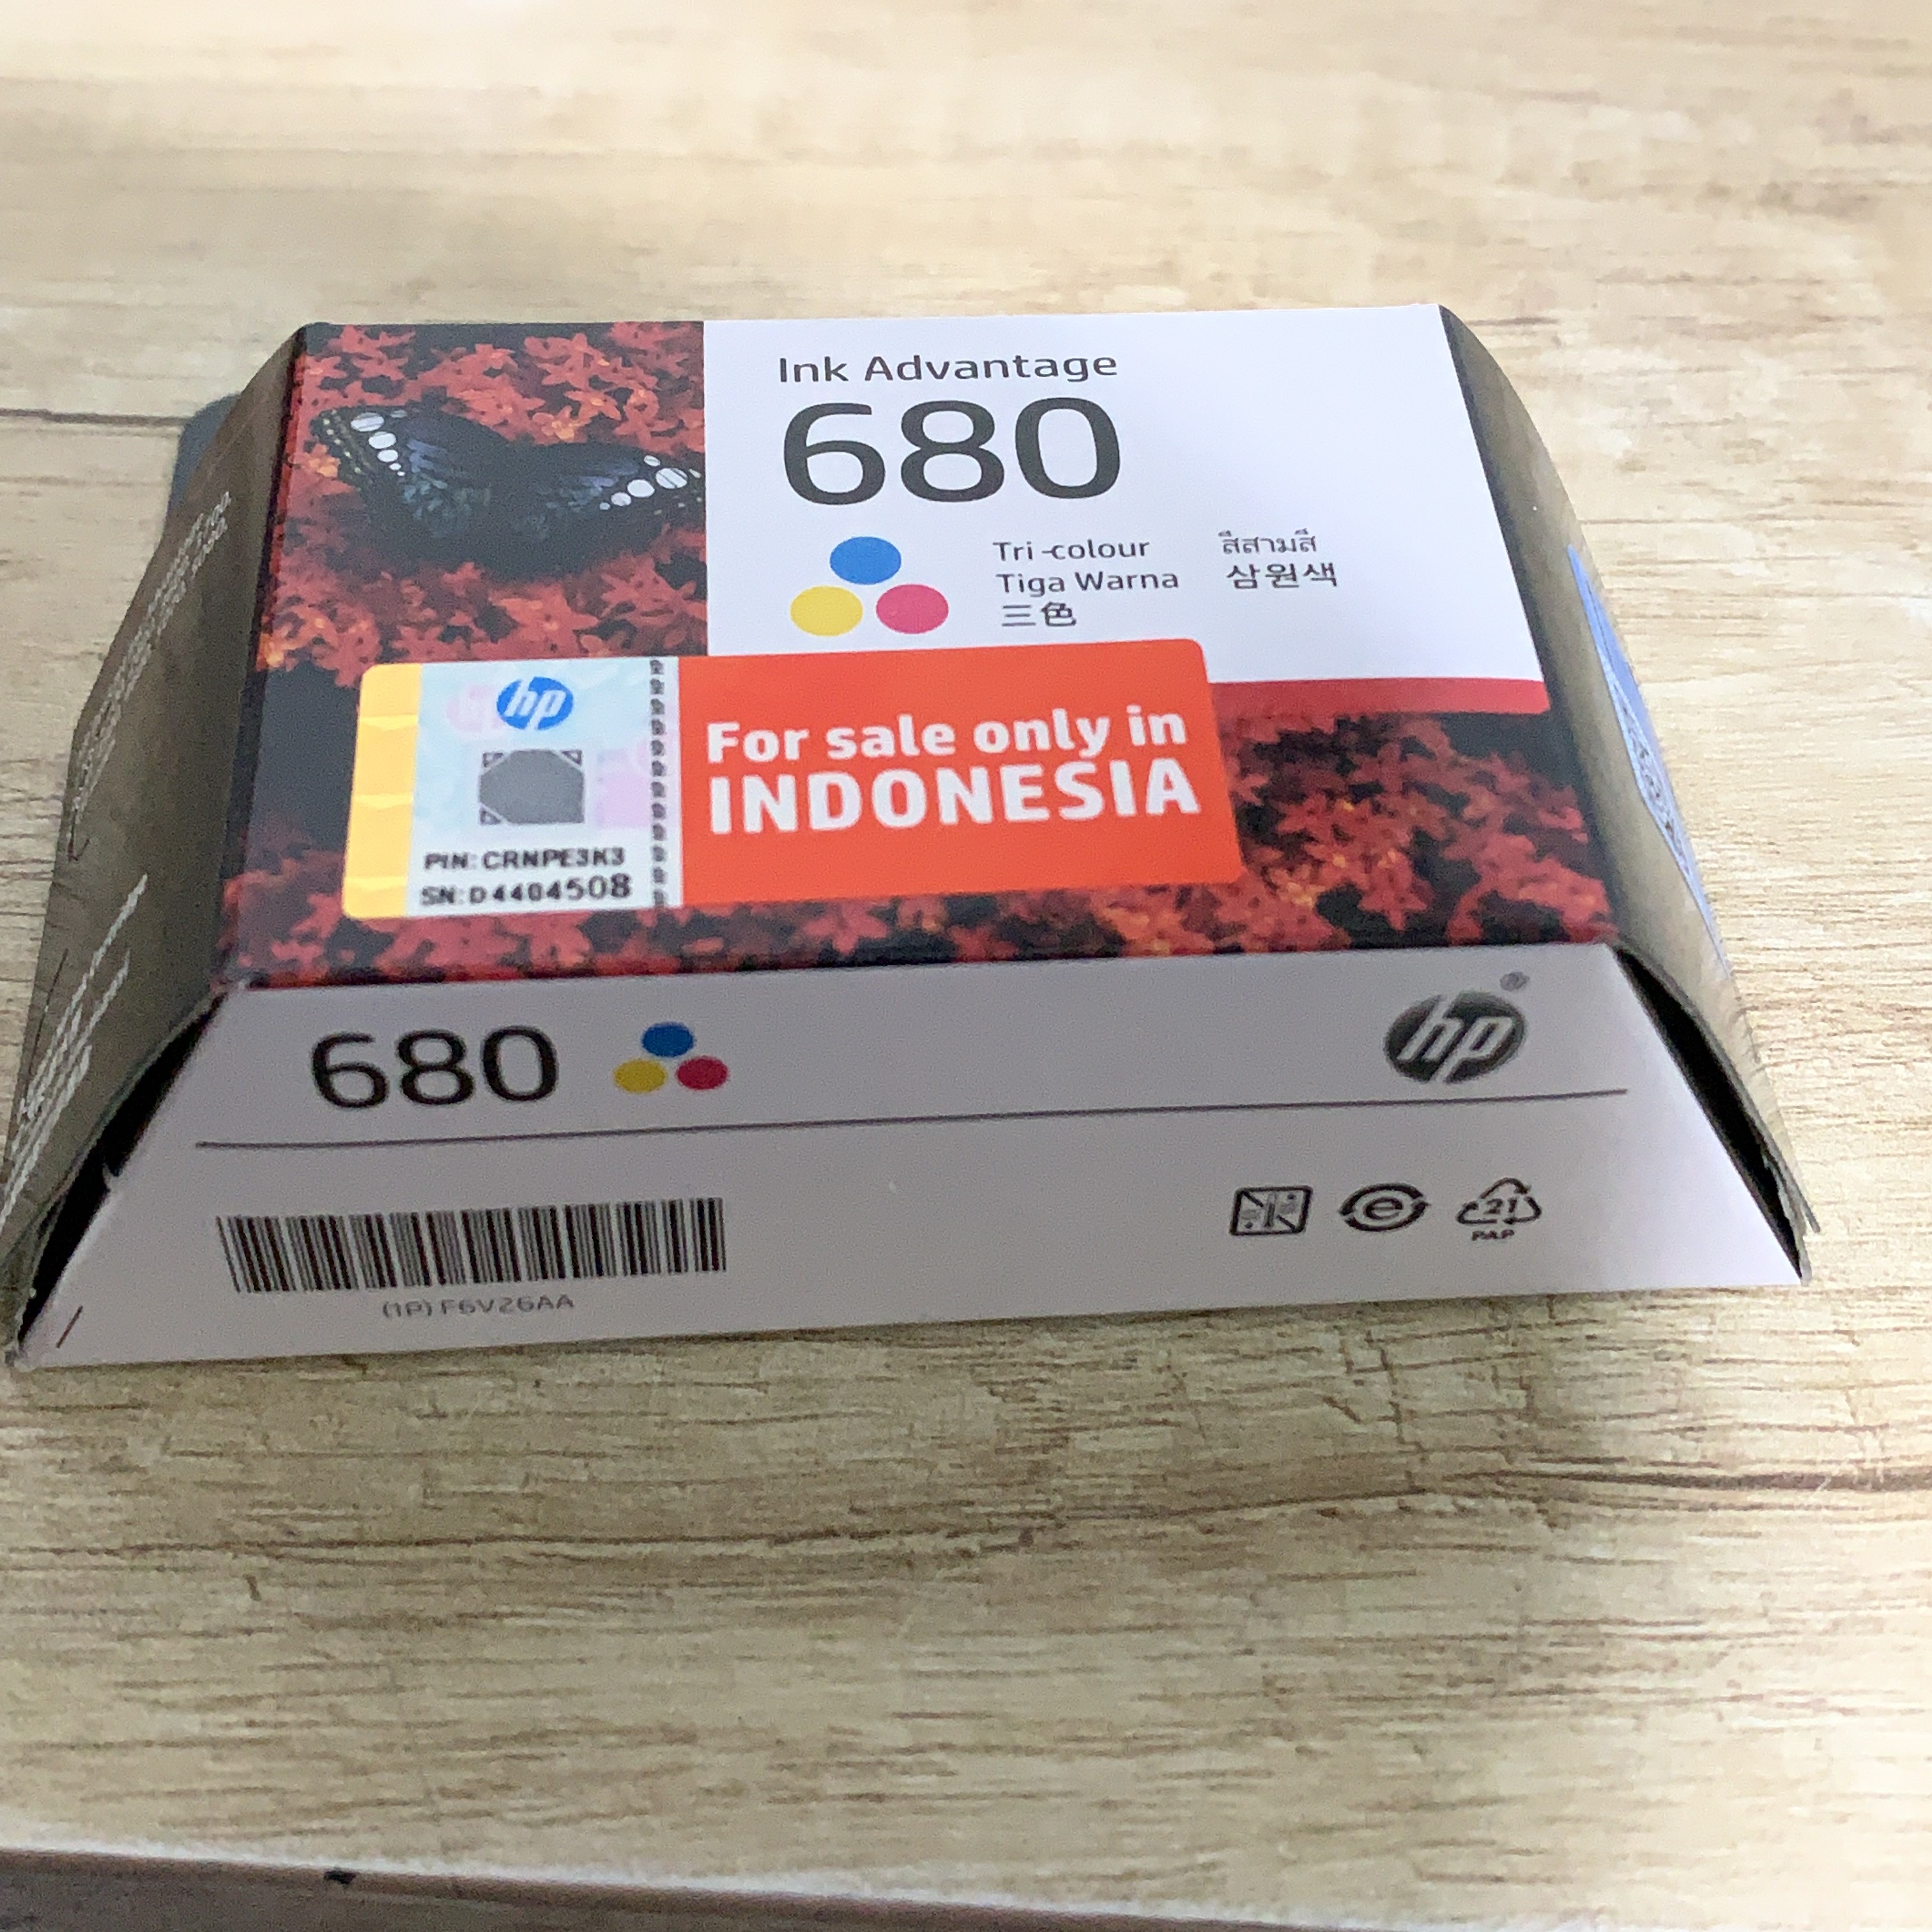 Ink Advantage
680
Tri-colour
สีสามสี
Tiga Warna
삼원색
三色
hp
PIN: CRNPE3K3
SN: D4404508
For sale only in
INDONESIA
680
hp®
(1P) F6V26AA
21
PAP